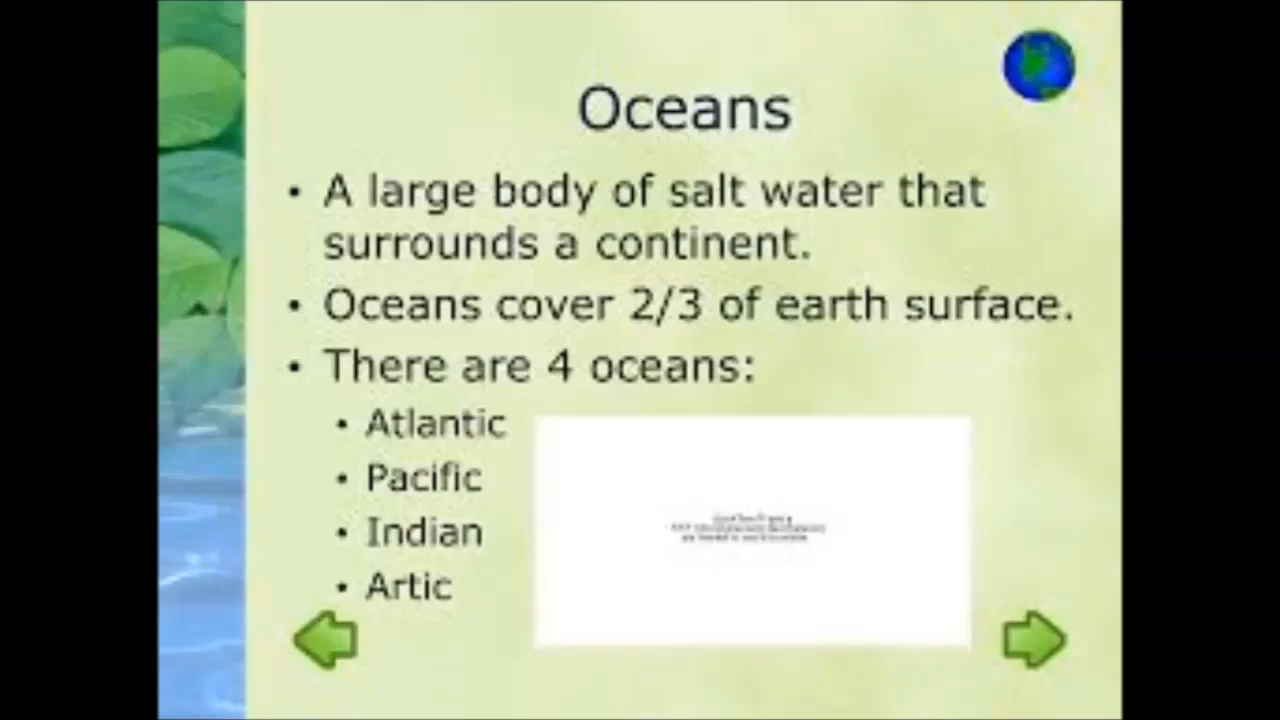 Oceans
• A large body of salt water that
surrounds a continent.
• Oceans cover 2/3 of earth surface.
• There are 4 oceans:
• Atlantic
• Pacific
• Indian
• Artic